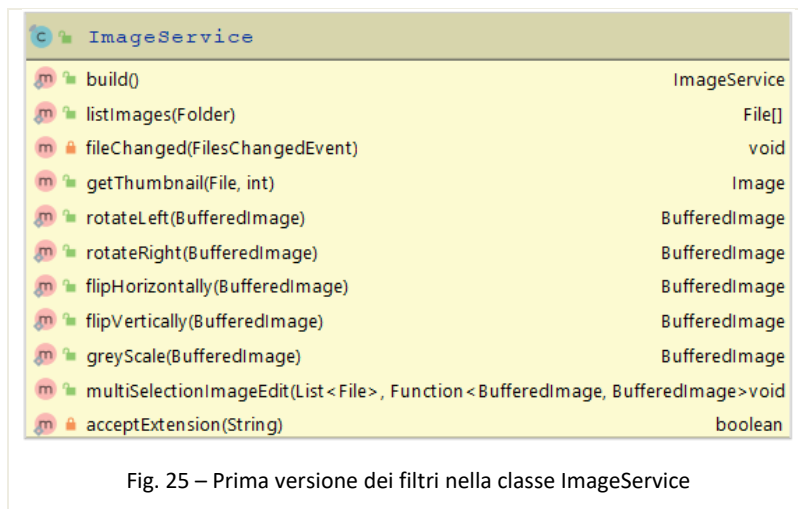 C ImageService
m build() ImageService
m listImages(Folder) File[]
m fileChanged(FilesChangedEvent) void
m getThumbnail(File, int) Image
m rotateLeft(BufferedImage) BufferedImage
m rotateRight(BufferedImage) BufferedImage
m flipHorizontally(BufferedImage) BufferedImage
m flipVertically(BufferedImage) BufferedImage
m greyScale(BufferedImage) BufferedImage
m multiSelectionImageEdit(List<File>, Function<BufferedImage, BufferedImage>void
m acceptExtension(String) boolean
Fig. 25 – Prima versione dei filtri nella classe ImageService